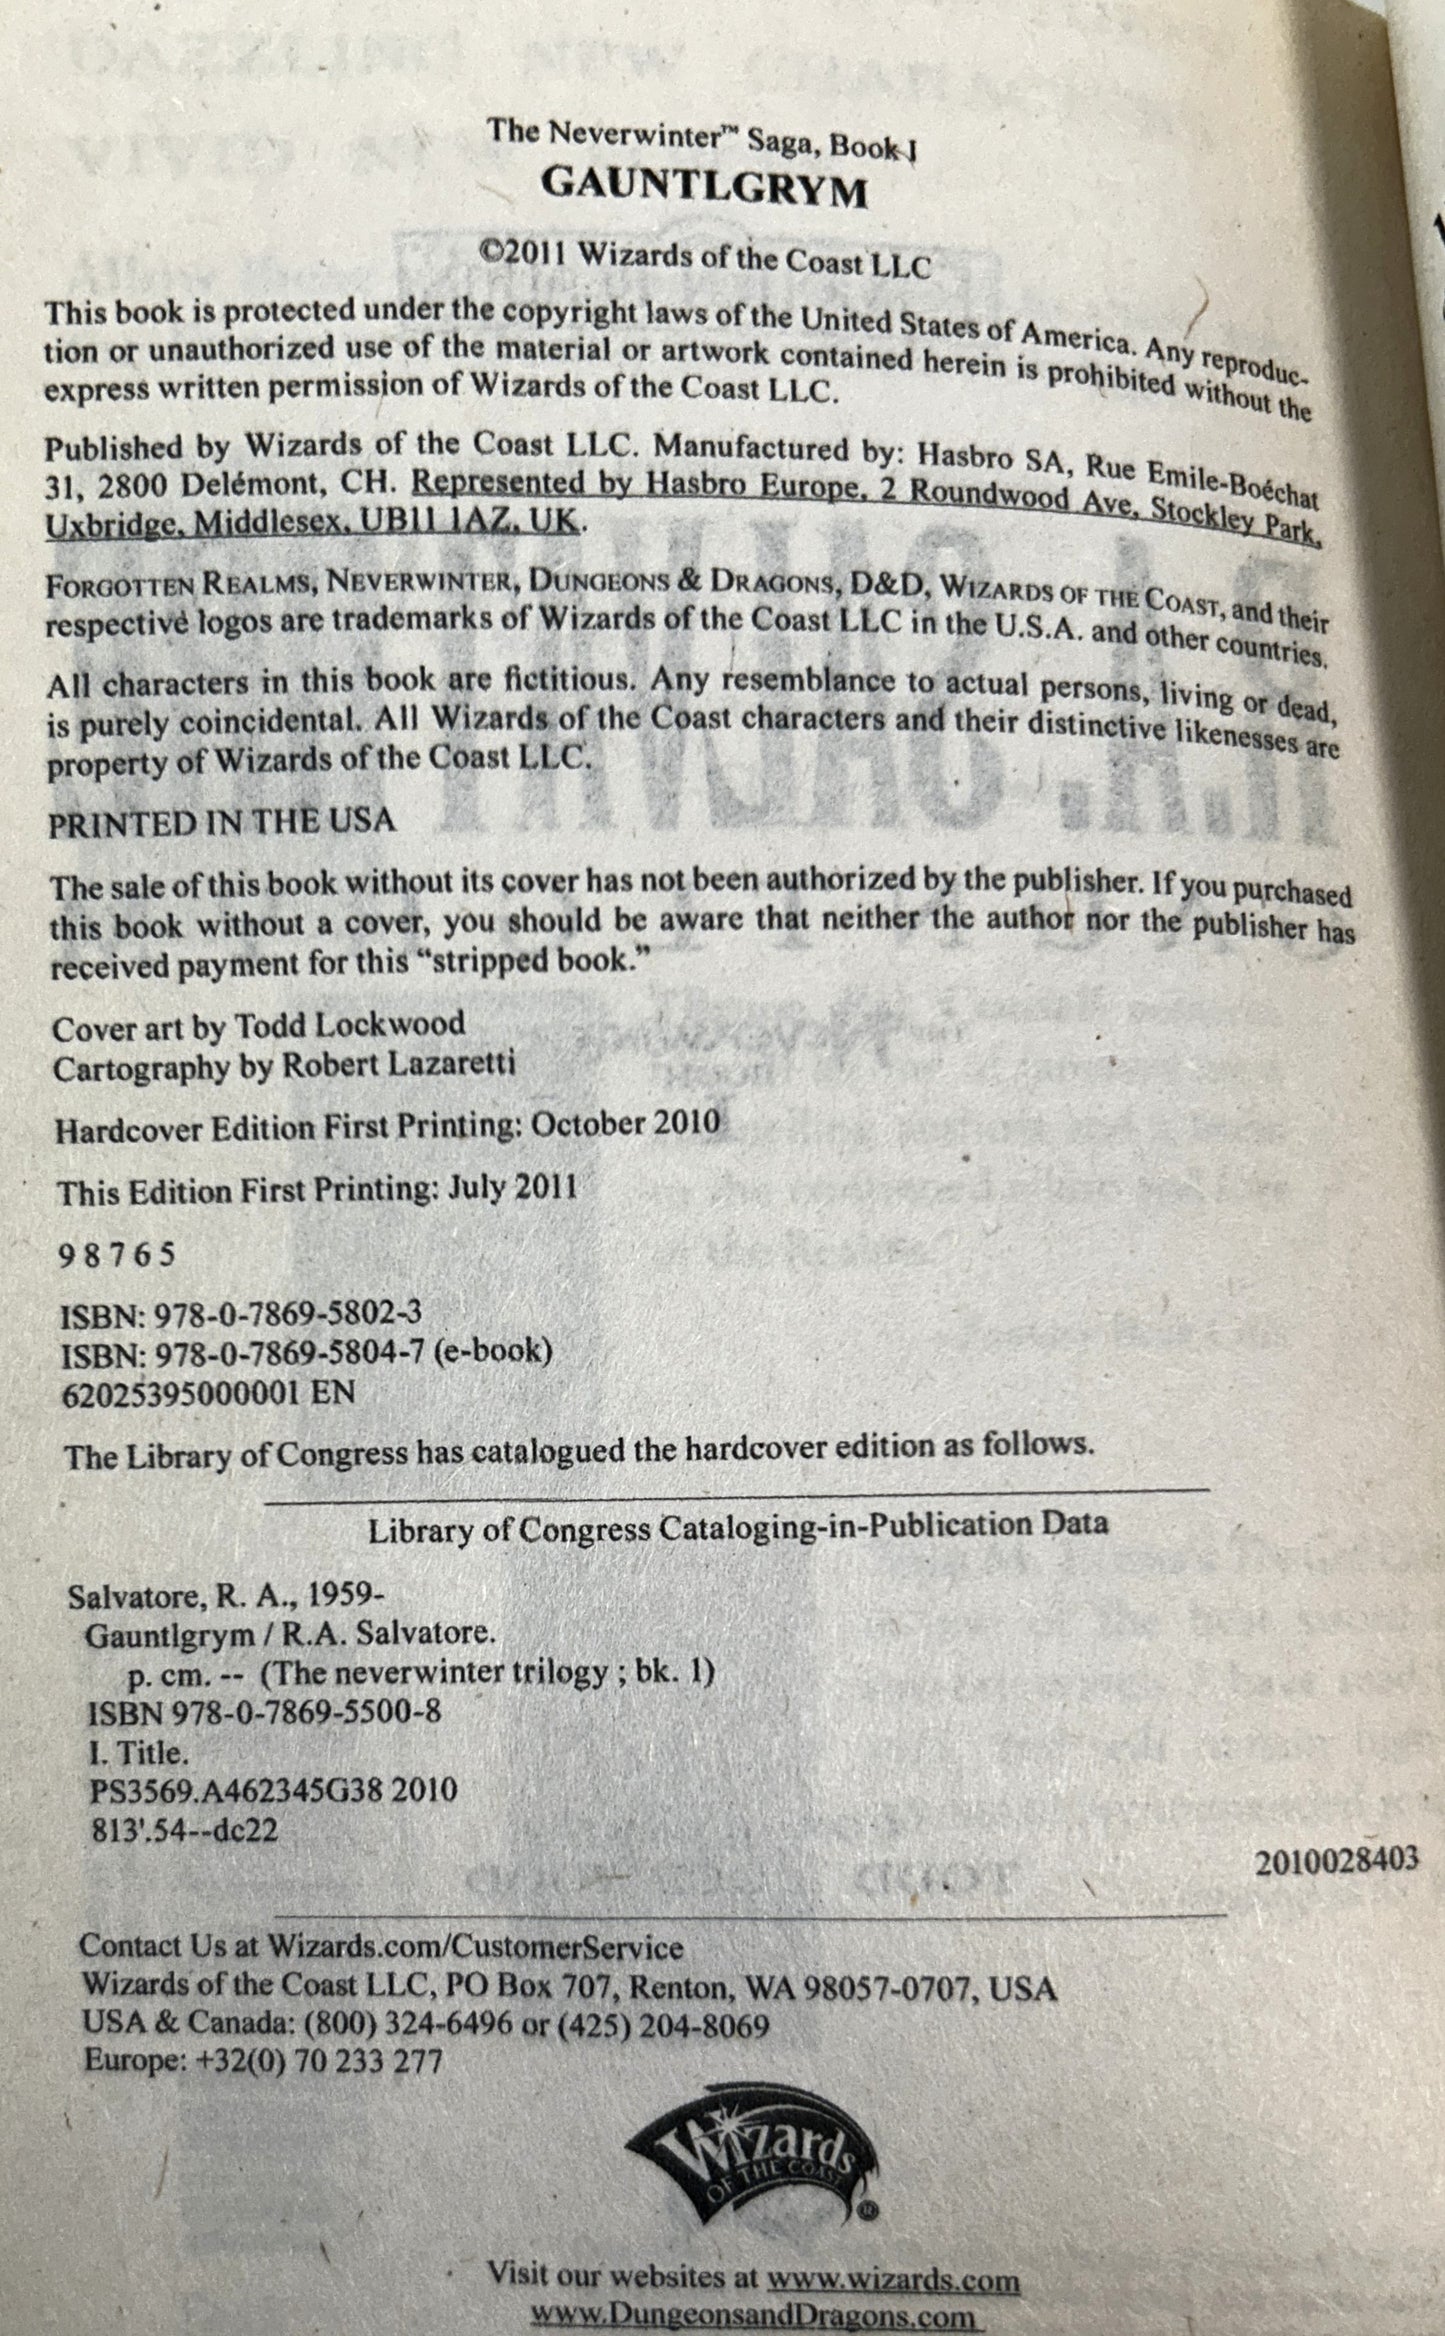 The Neverwinter™ Saga, Book I
GAUNTLGRYM
©2011 Wizards of the Coast LLC
This book is protected under the copyright laws of the United States of America. Any reproduc-
tion or unauthorized use of the material or artwork contained herein is prohibited without the
express written permission of Wizards of the Coast LLC.
Published by Wizards of the Coast LLC. Manufactured by: Hasbro SA, Rue Emile-Boéchat
31, 2800 Delémont, CH. Represented by Hasbro Europe, 2 Roundwood Ave, Stockley Park,
Uxbridge, Middlesex, UB11 1AZ, UK.
FORGOTTEN REALMS, NEVERWINTER, DUNGEONS & DRAGONS, D&D, WIZARDS OF THE COAST, and their
respective logos are trademarks of Wizards of the Coast LLC in the U.S.A. and other countries.
All characters in this book are fictitious. Any resemblance to actual persons, living or dead,
is purely coincidental. All Wizards of the Coast characters and their distinctive likenesses are
property of Wizards of the Coast LLC.
PRINTED IN THE USA
The sale of this book without its cover has not been authorized by the publisher. If you purchased
this book without a cover, you should be aware that neither the author nor the publisher has
received payment for this “stripped book.”
Cover art by Todd Lockwood
Cartography by Robert Lazaretti
Hardcover Edition First Printing: October 2010
This Edition First Printing: July 2011
9 8 7 6 5
ISBN: 978-0-7869-5802-3
ISBN: 978-0-7869-5804-7 (e-book)
62025395000001 EN
The Library of Congress has catalogued the hardcover edition as follows.
Library of Congress Cataloging-in-Publication Data
Salvatore, R. A., 1959-
Gauntlgrym / R.A. Salvatore.
p. cm. -- (The neverwinter trilogy ; bk. 1)
ISBN 978-0-7869-5500-8
I. Title.
PS3569.A462345G38 2010
813'.54--dc22
2010028403
Contact Us at Wizards.com/CustomerService
Wizards of the Coast LLC, PO Box 707, Renton, WA 98057-0707, USA
USA & Canada: (800) 324-6496 or (425) 204-8069
Europe: +32(0) 70 233 277
Wizards
OF THE COAST
®
Visit our websites at www.wizards.com
www.DungeonsandDragons.com